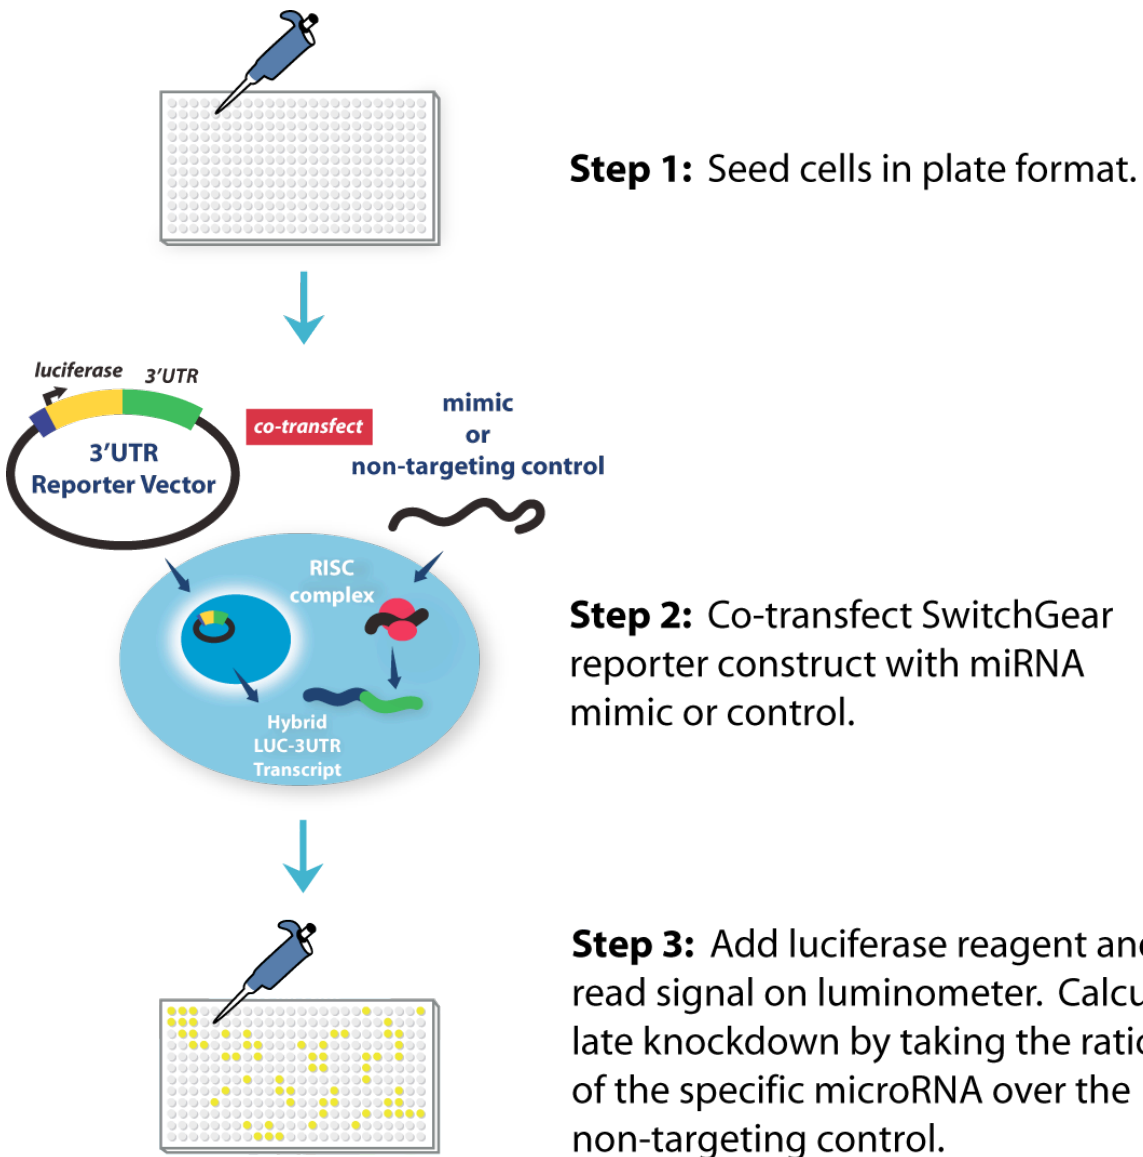 Step 1: Seed cells in plate format.
luciferase
3'UTR
3'UTR
Reporter Vector
co-transfect
mimic
or
non-targeting control
RISC
complex
Hybrid
LUC-3UTR
Transcript
Step 2: Co-transfect SwitchGear
reporter construct with miRNA
mimic or control.
Step 3: Add luciferase reagent an
read signal on luminometer. Calcu
late knockdown by taking the ratio
of the specific microRNA over the
non-targeting control.